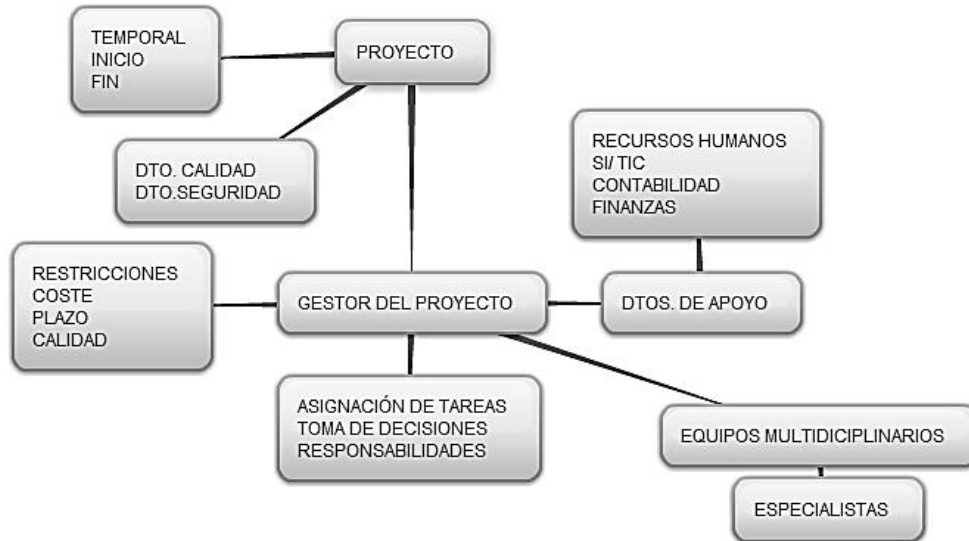 TEMPORAL
INICIO
FIN
PROYECTO
DTO. CALIDAD
DTO.SEGURIDAD
RECURSOS HUMANOS
SI/ TIC
CONTABILIDAD
FINANZAS
RESTRICCIONES
COSTE
PLAZO
CALIDAD
GESTOR DEL PROYECTO
DTOS. DE APOYO
ASIGNACIÓN DE TAREAS
TOMA DE DECISIONES
RESPONSABILIDADES
EQUIPOS MULTIDICIPLINARIOS
ESPECIALISTAS